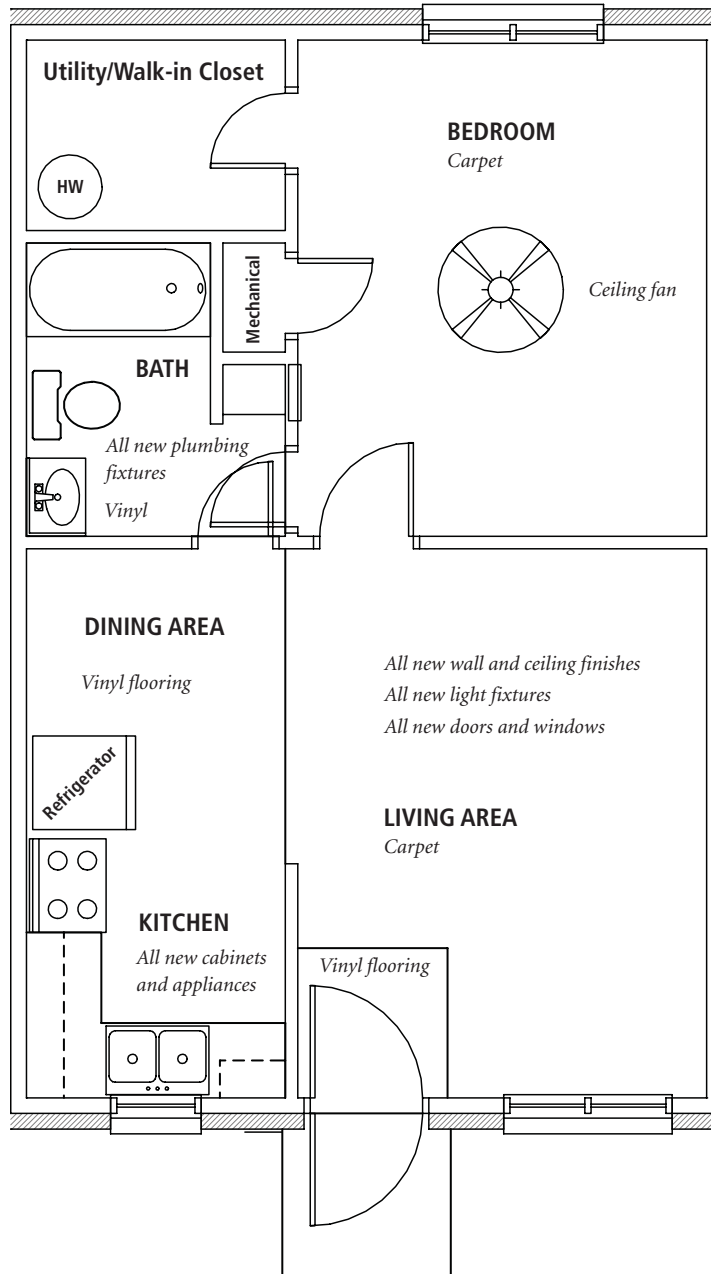 Utility/Walk-in Closet
HW
BEDROOM
Carpet
Ceiling fan
Mechanical
BATH
All new plumbing
fixtures
Vinyl
DINING AREA
Vinyl flooring
All new wall and ceiling finishes
All new light fixtures
All new doors and windows
Refrigerator
LIVING AREA
Carpet
KITCHEN
All new cabinets
and appliances
Vinyl flooring